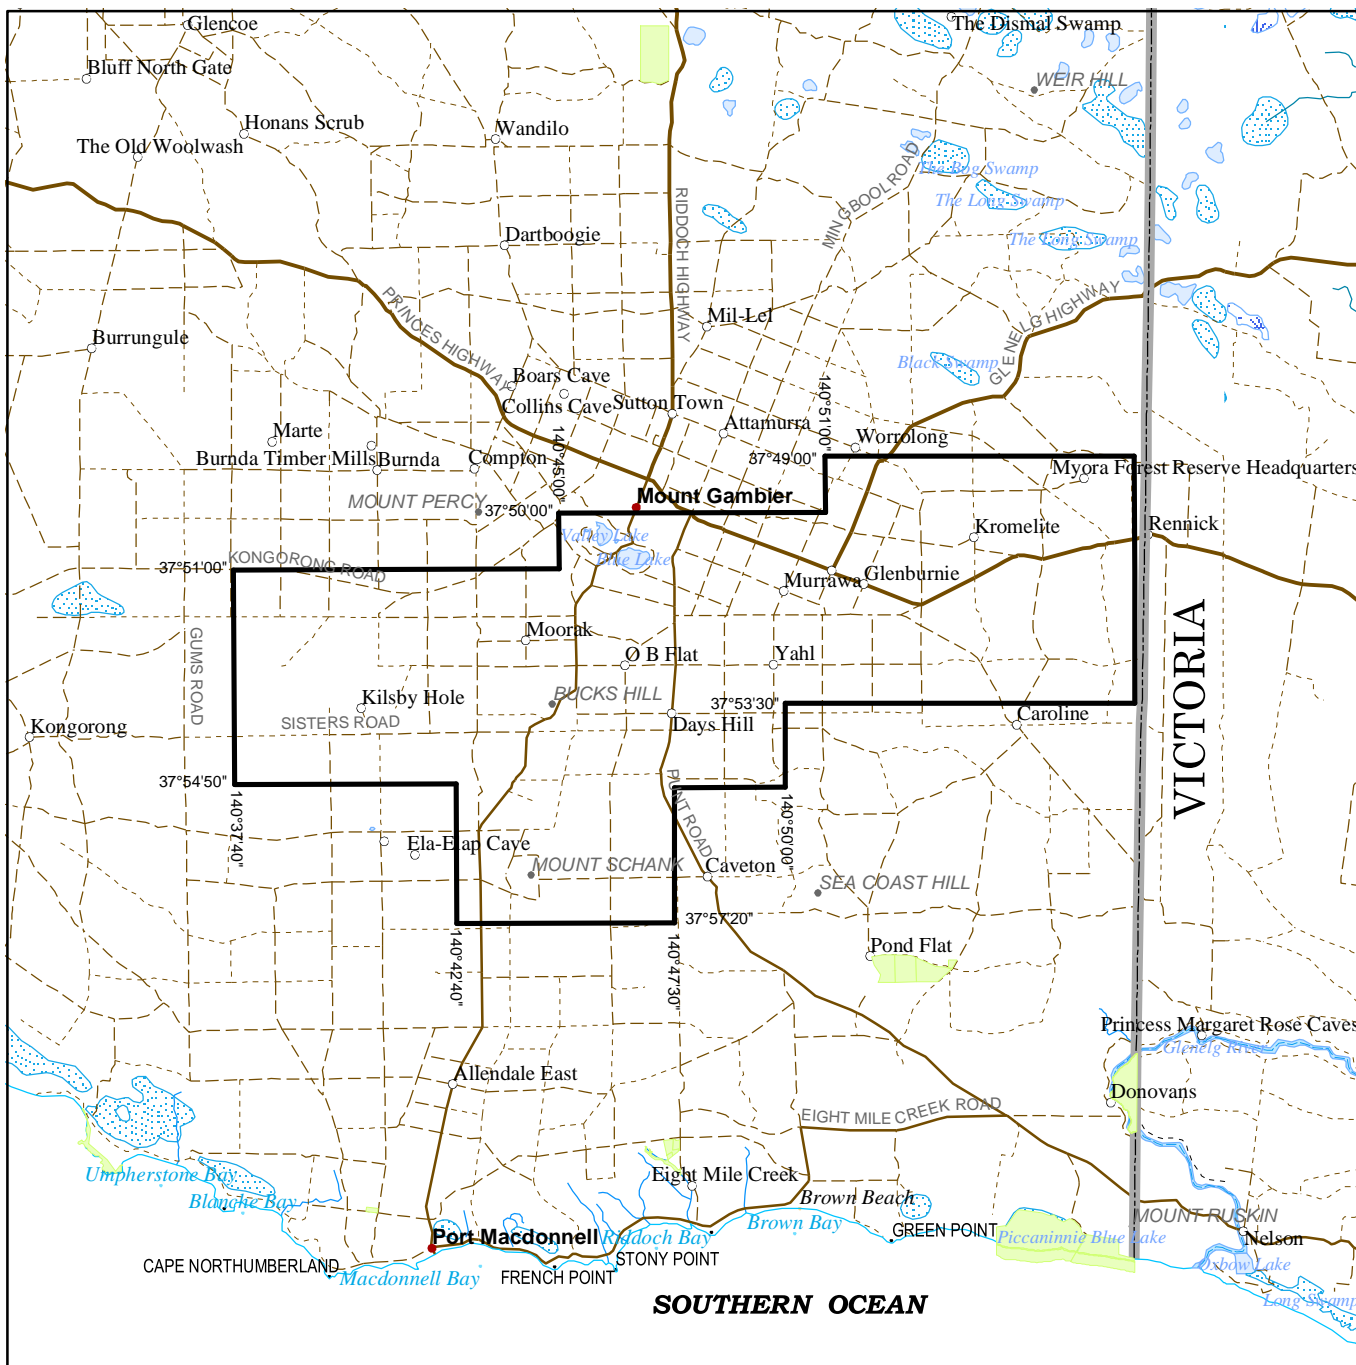 Glencoe
The Dismal Swamp
Bluff North Gate
WEIR HILL
Honans Scrub
Wandilo
The Old Woolwash
The Bug Swamp
MINGBOOL ROAD
RIDDOCH HIGHWAY
The Long Swamp
Dartboogie
The Long Swamp
PRINCES HIGHWAY
GLENELG HIGHWAY
Mil-Lel
Burrungule
Black Swamp
Boars Cave
Collins Cave
Sutton Town
140°51'00"
Attamurra
Marte
Worrolong
Burnda Timber Mills
Burnda
Compton
140°45'00"
37°49'00"
Myora Forest Reserve Headquarters
MOUNT PERCY
37°50'00"
Mount Gambier
Kromelite
Rennick
Valley Lake
Blue Lake
KONGORONG ROAD
37°51'00"
Murrawa
Glenburnie
VICTORIA
GUMS ROAD
Moorak
O B Flat
Yahl
Kilsby Hole
BUCKS HILL
37°53'30"
SISTERS ROAD
Days Hill
Caroline
Kongorong
37°54'50"
140°37'40"
PUNT ROAD
140°50'00"
Ela-Elap Cave
MOUNT SCHANK
Caveton
SEA COAST HILL
37°57'20"
140°42'40"
140°47'30"
Pond Flat
Princess Margaret Rose Caves
Glenelg River
Allendale East
Donovans
EIGHT MILE CREEK ROAD
Umpherstone Bay
Eight Mile Creek
Blanche Bay
Brown Beach
Brown Bay
MOUNT RUSKIN
GREEN POINT
Port Macdonnell
Riddoch Bay
Piccaninnie Blue Lake
Nelson
STONY POINT
CAPE NORTHUMBERLAND
Oxbow Lake
Macdonnell Bay
FRENCH POINT
Long Swamp
SOUTHERN OCEAN